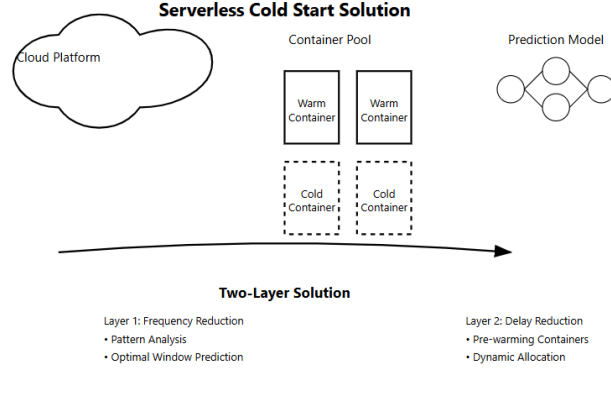 Serverless Cold Start Solution
Cloud Platform
Container Pool
Prediction Model
Warm
Container
Warm
Container
Cold
Container
Cold
Container
Two-Layer Solution
Layer 1: Frequency Reduction
• Pattern Analysis
• Optimal Window Prediction
Layer 2: Delay Reduction
• Pre-warming Containers
• Dynamic Allocation